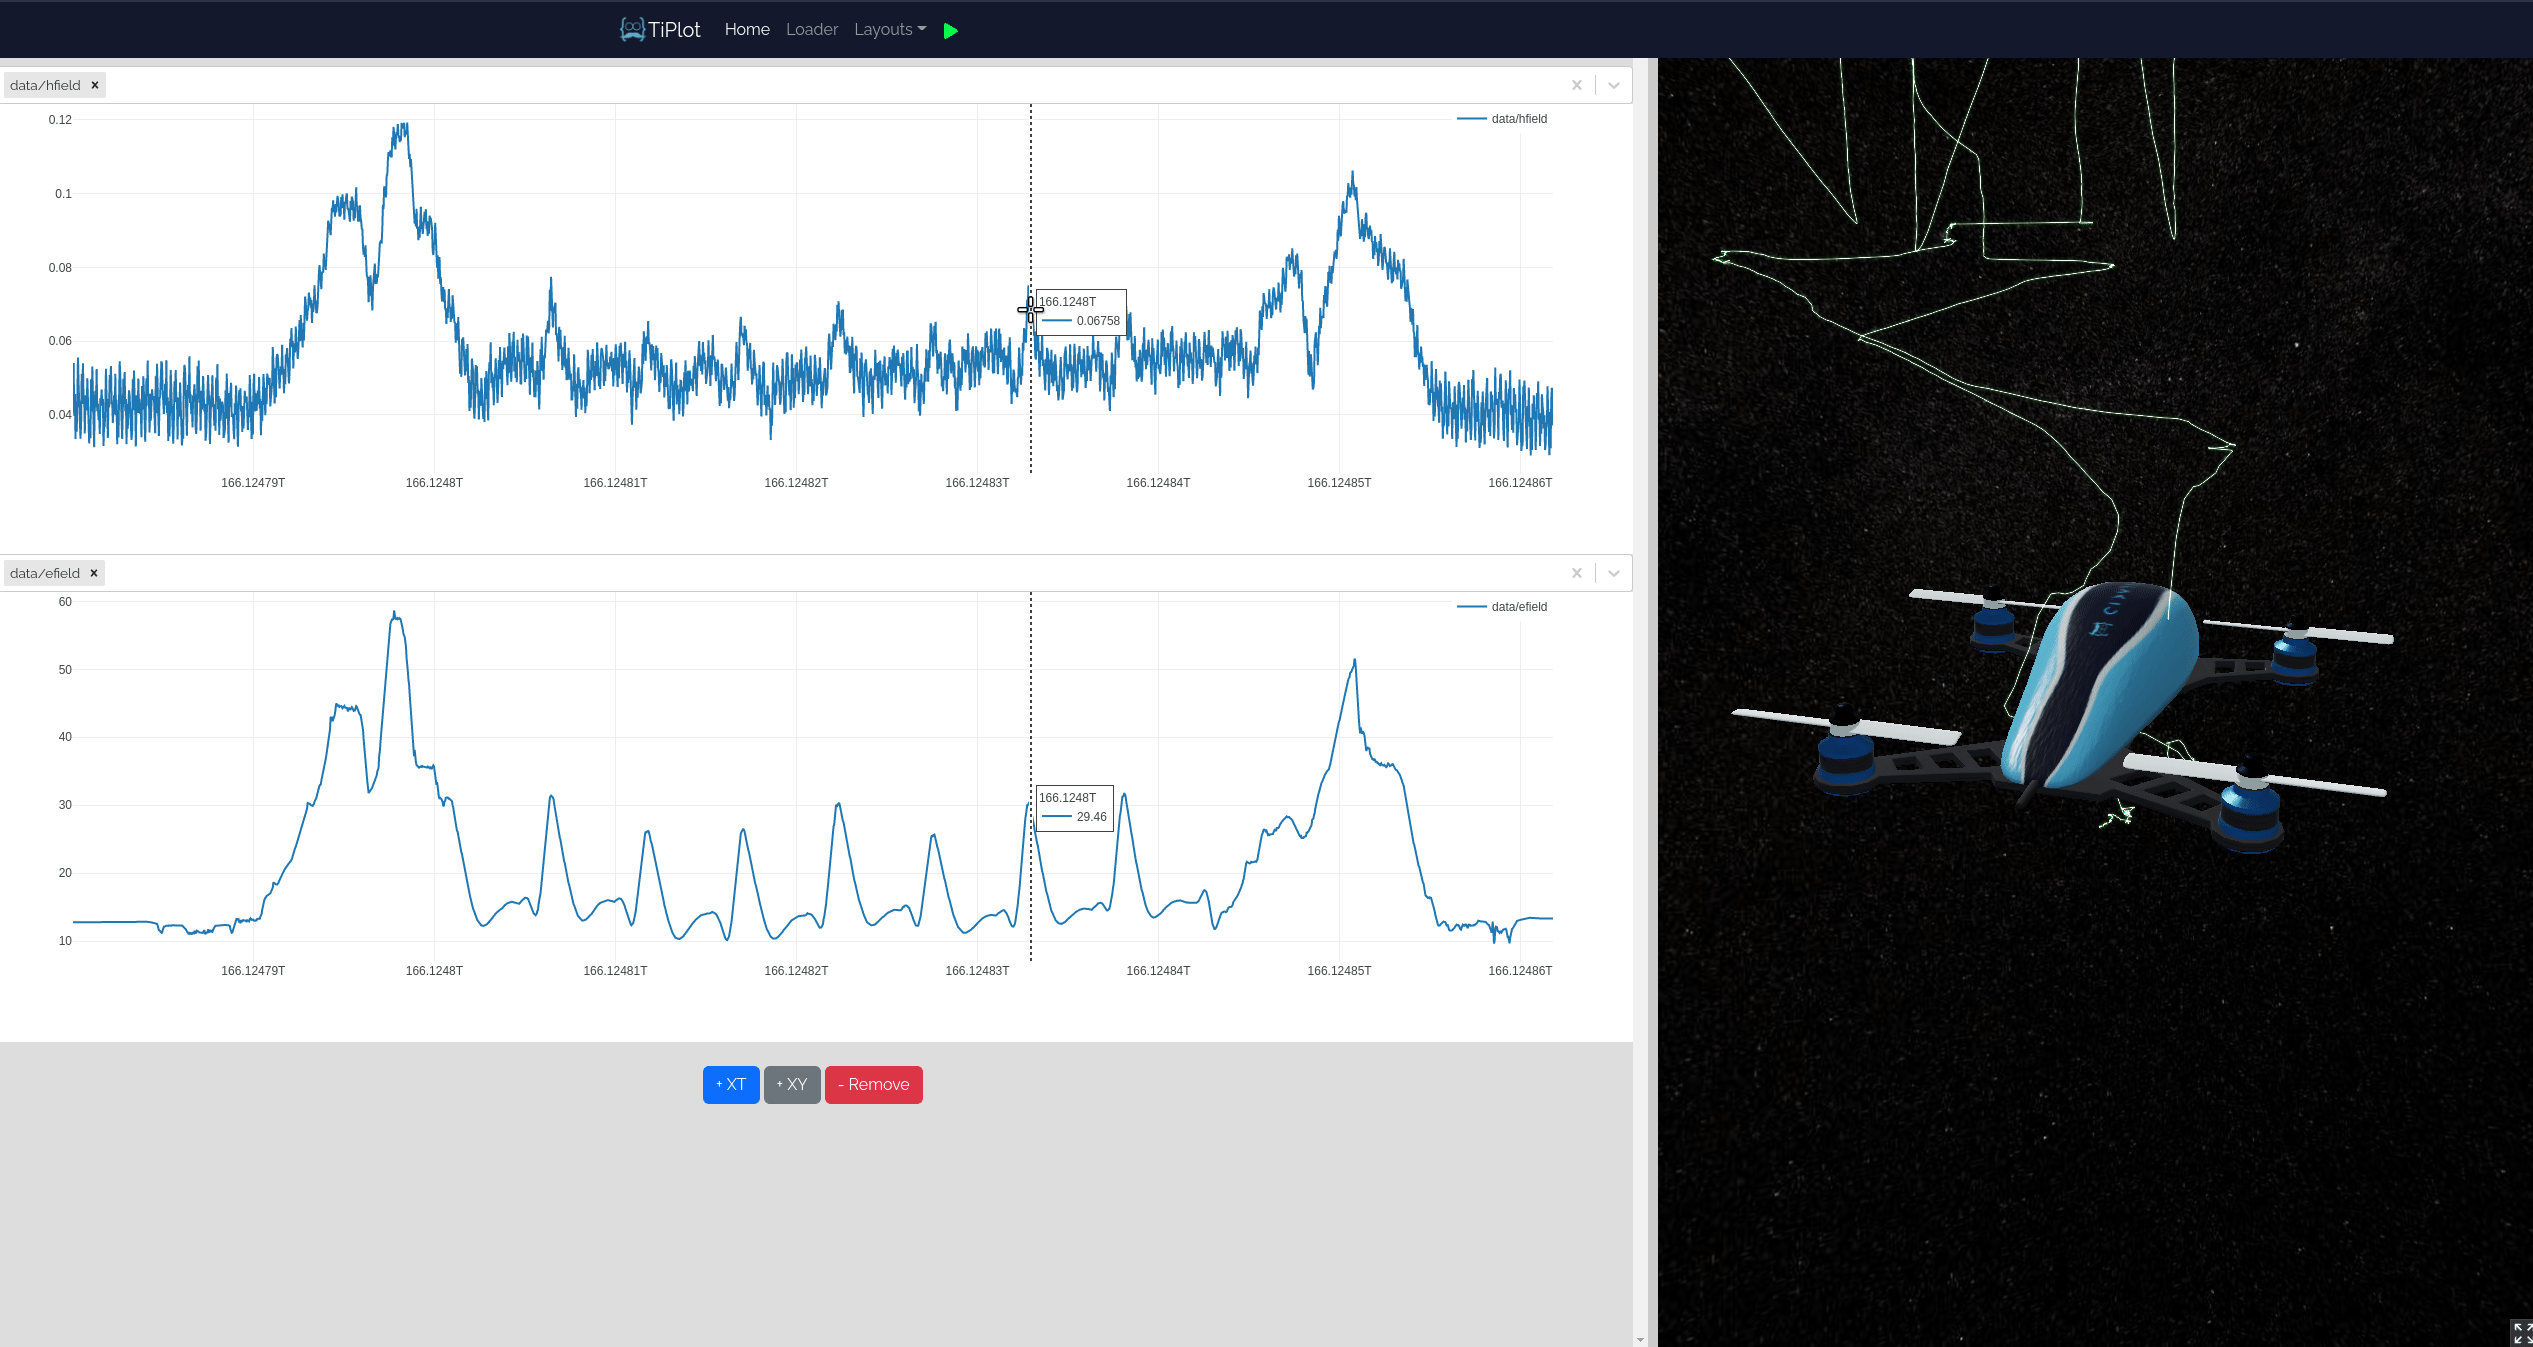 TiPlot Home Loader Layouts
data/hfield ×
data/hfield
0.12
0.1
0.08
0.06
0.04
166.1248T
0.06758
166.12479T 166.1248T 166.12481T 166.12482T 166.12483T 166.12484T 166.12485T 166.12486T
data/efield ×
data/efield
60
50
40
30
20
10
166.1248T
29.46
166.12479T 166.1248T 166.12481T 166.12482T 166.12483T 166.12484T 166.12485T 166.12486T
+ XT + XY - Remove